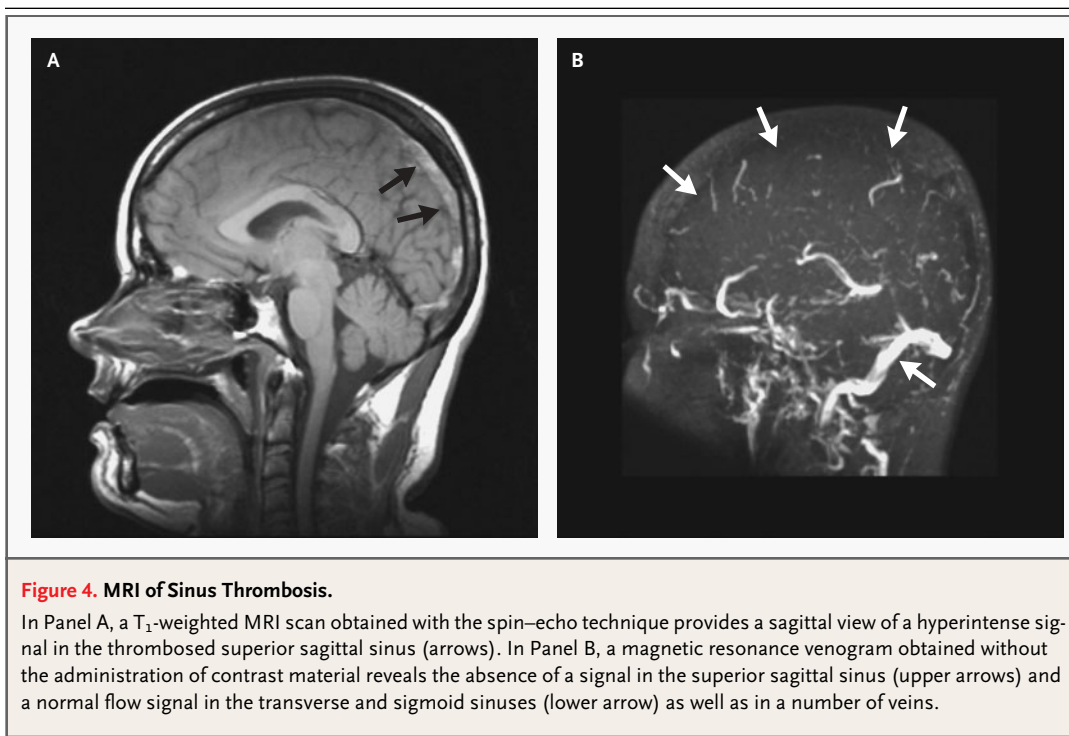 A
B
Figure 4. MRI of Sinus Thrombosis.
In Panel A, a T₁-weighted MRI scan obtained with the spin–echo technique provides a sagittal view of a hyperintense sig-
nal in the thrombosed superior sagittal sinus (arrows). In Panel B, a magnetic resonance venogram obtained without
the administration of contrast material reveals the absence of a signal in the superior sagittal sinus (upper arrows) and
a normal flow signal in the transverse and sigmoid sinuses (lower arrow) as well as in a number of veins.